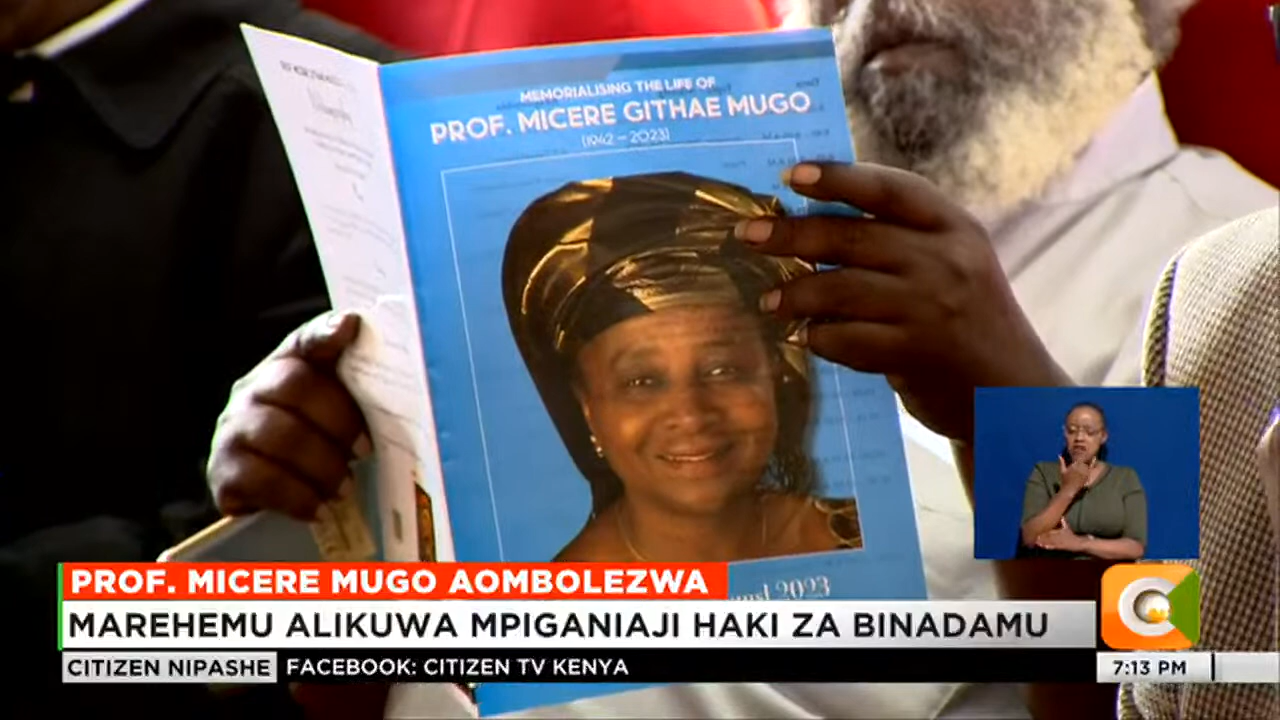 MEMORIALISING THE LIFE OF
PROF. MICERE GITHAE MUGO
(1942 – 2023)
2023
PROF. MICERE MUGO AOMBOLEZWA
MAREHEMU ALIKUWA MPIGANIAJI HAKI ZA BINADAMU
CITIZEN NIPASHE FACEBOOK: CITIZEN TV KENYA
7:13 PM